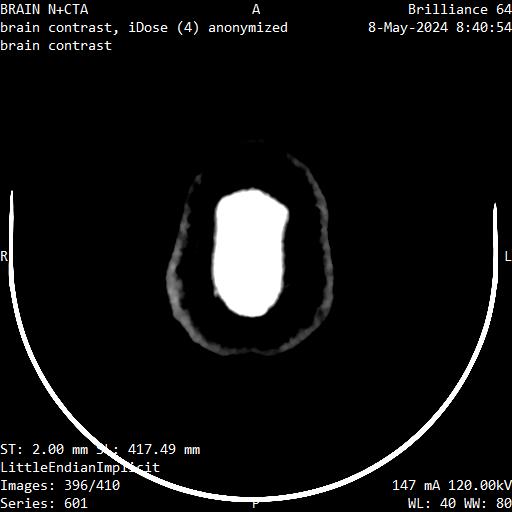 BRAIN N+CTA
A
Brilliance 64
brain contrast, iDose (4) anonymized
8-May-2024 8:40:54
brain contrast
R
L
ST: 2.00 mm SL: 417.49 mm
LittleEndianImplicit
Images: 396/410
147 mA 120.00kV
Series: 601
P
WL: 40 WW: 80